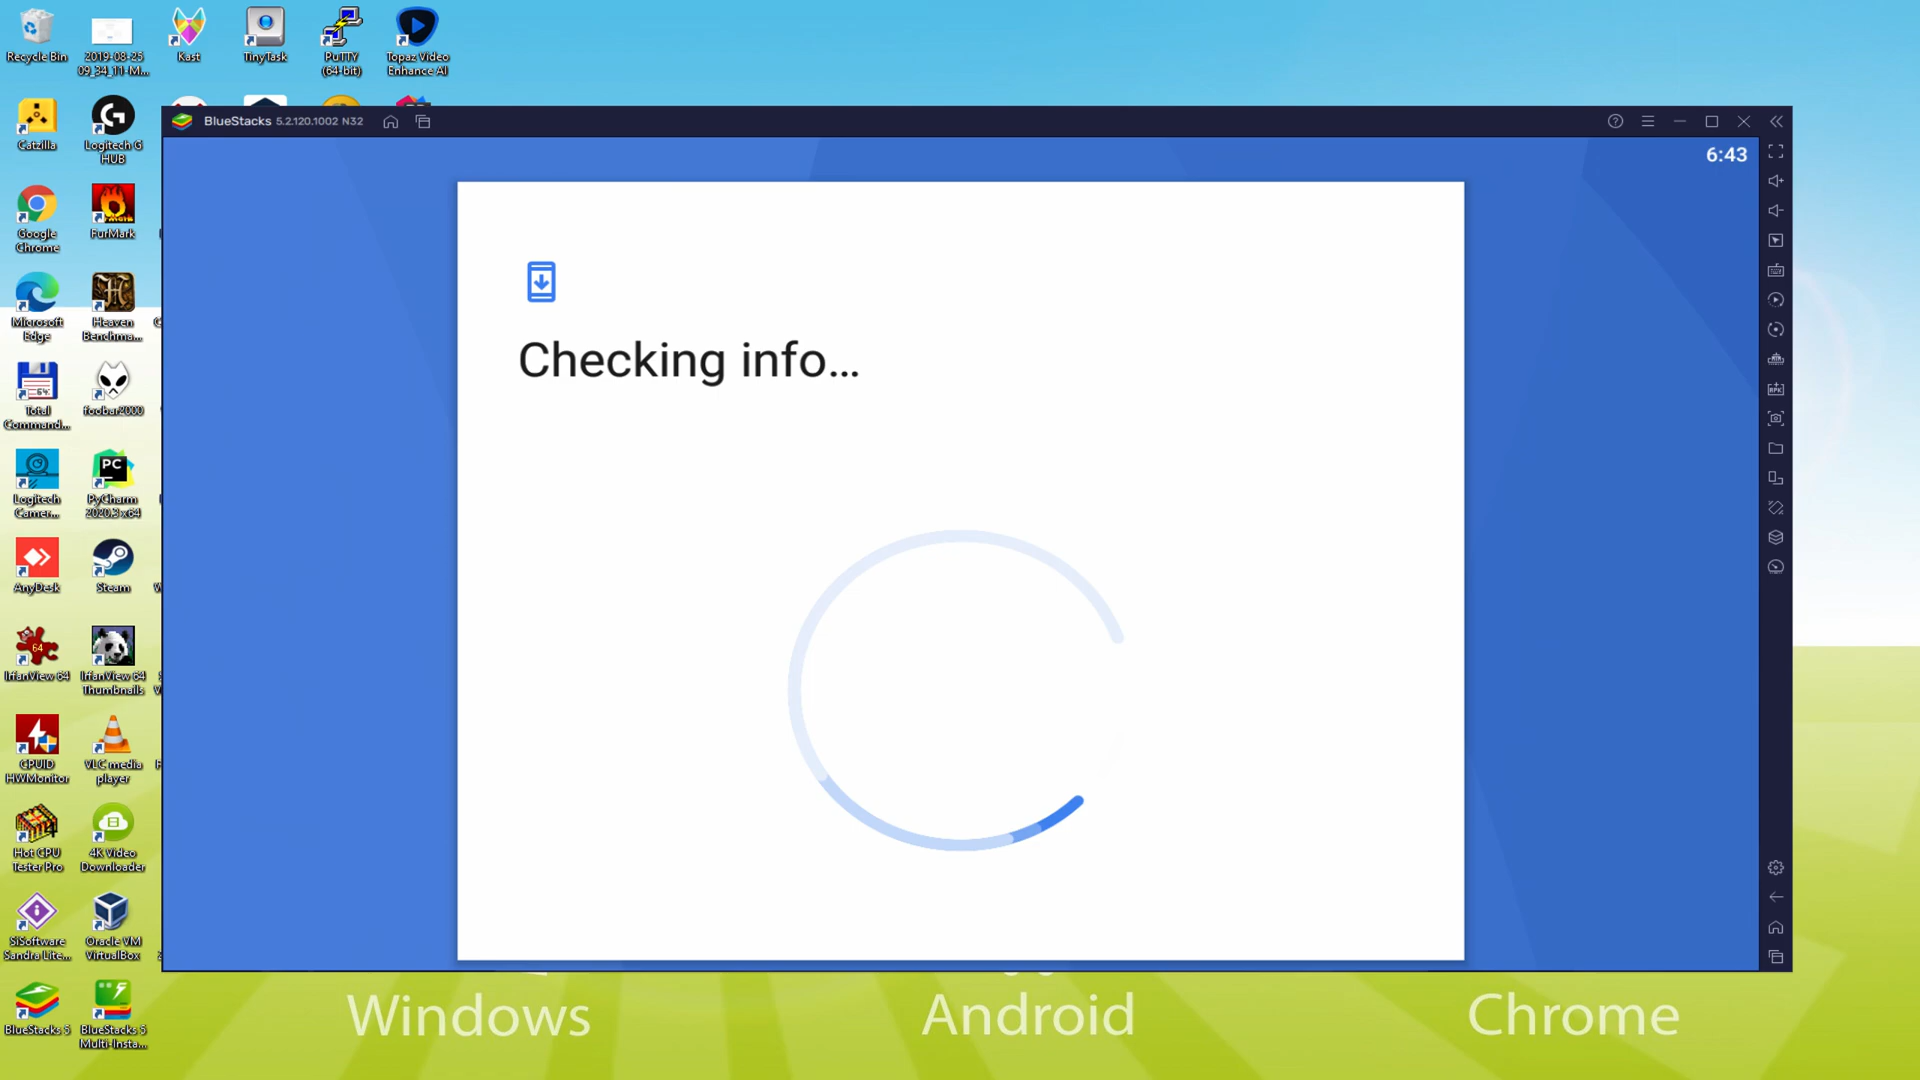 Recycle Bin
2019-08-25
09_34_11-M...
Kast
TinyTask
PuTTY
(64-bit)
Topaz Video
Enhance AI
Catzilla
Logitech G
HUB
BlueStacks 5.2.120.1002 N32
6:43
Google
Chrome
FurMark
Checking info...
Microsoft
Edge
Heaven
Benchma...
64
Total
Command...
foobar2000
PC
Logitech
Camer...
PyCharm
2020.3 x64
AnyDesk
Steam
64
IrfanView 64
IrfanView 64
Thumbnails
CPUID
HWMonitor
VLC media
player
Hot CPU
Tester Pro
4K Video
Downloader
SiSoftware
Sandra Lite...
Oracle VM
VirtualBox
BlueStacks 5
BlueStacks 5
Multi-Insta...
Windows
Android
Chrome